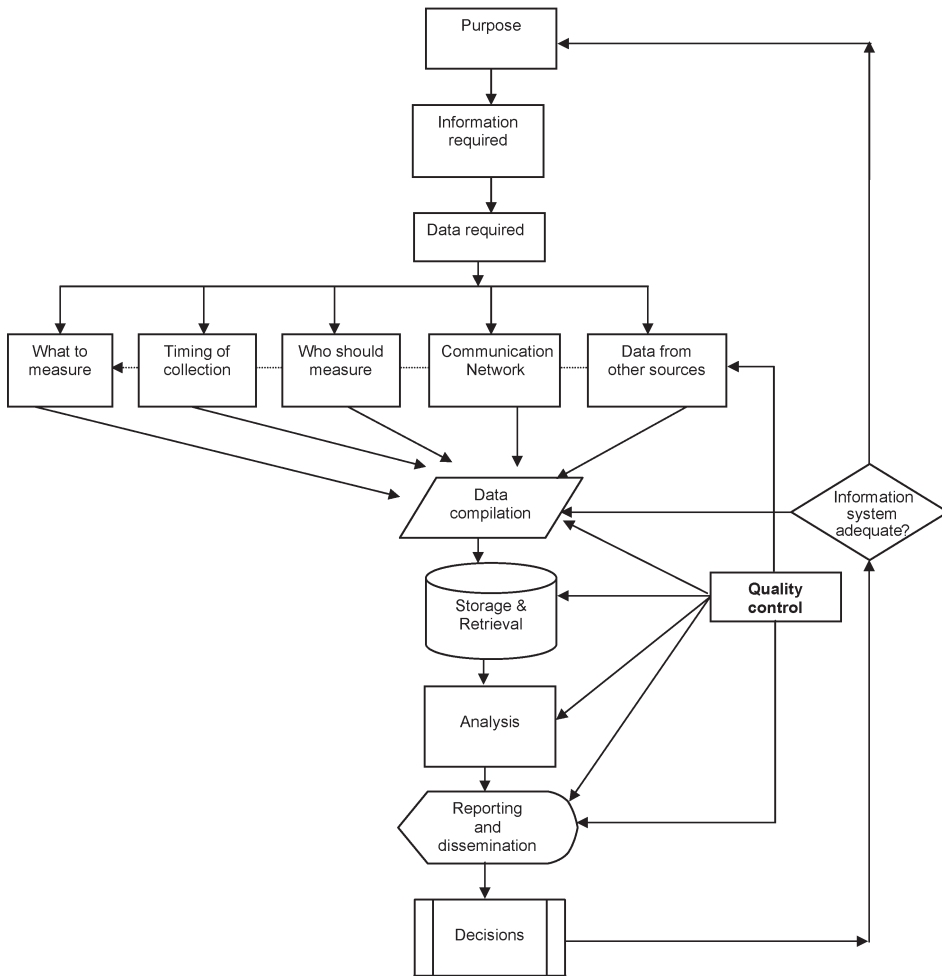 Purpose
Information
required
Data required
What to
measure
Timing of
collection
Who should
measure
Communication
Network
Data from
other sources
Data
compilation
Information
system
adequate?
Quality
control
Storage &
Retrieval
Analysis
Reporting
and
dissemination
Decisions